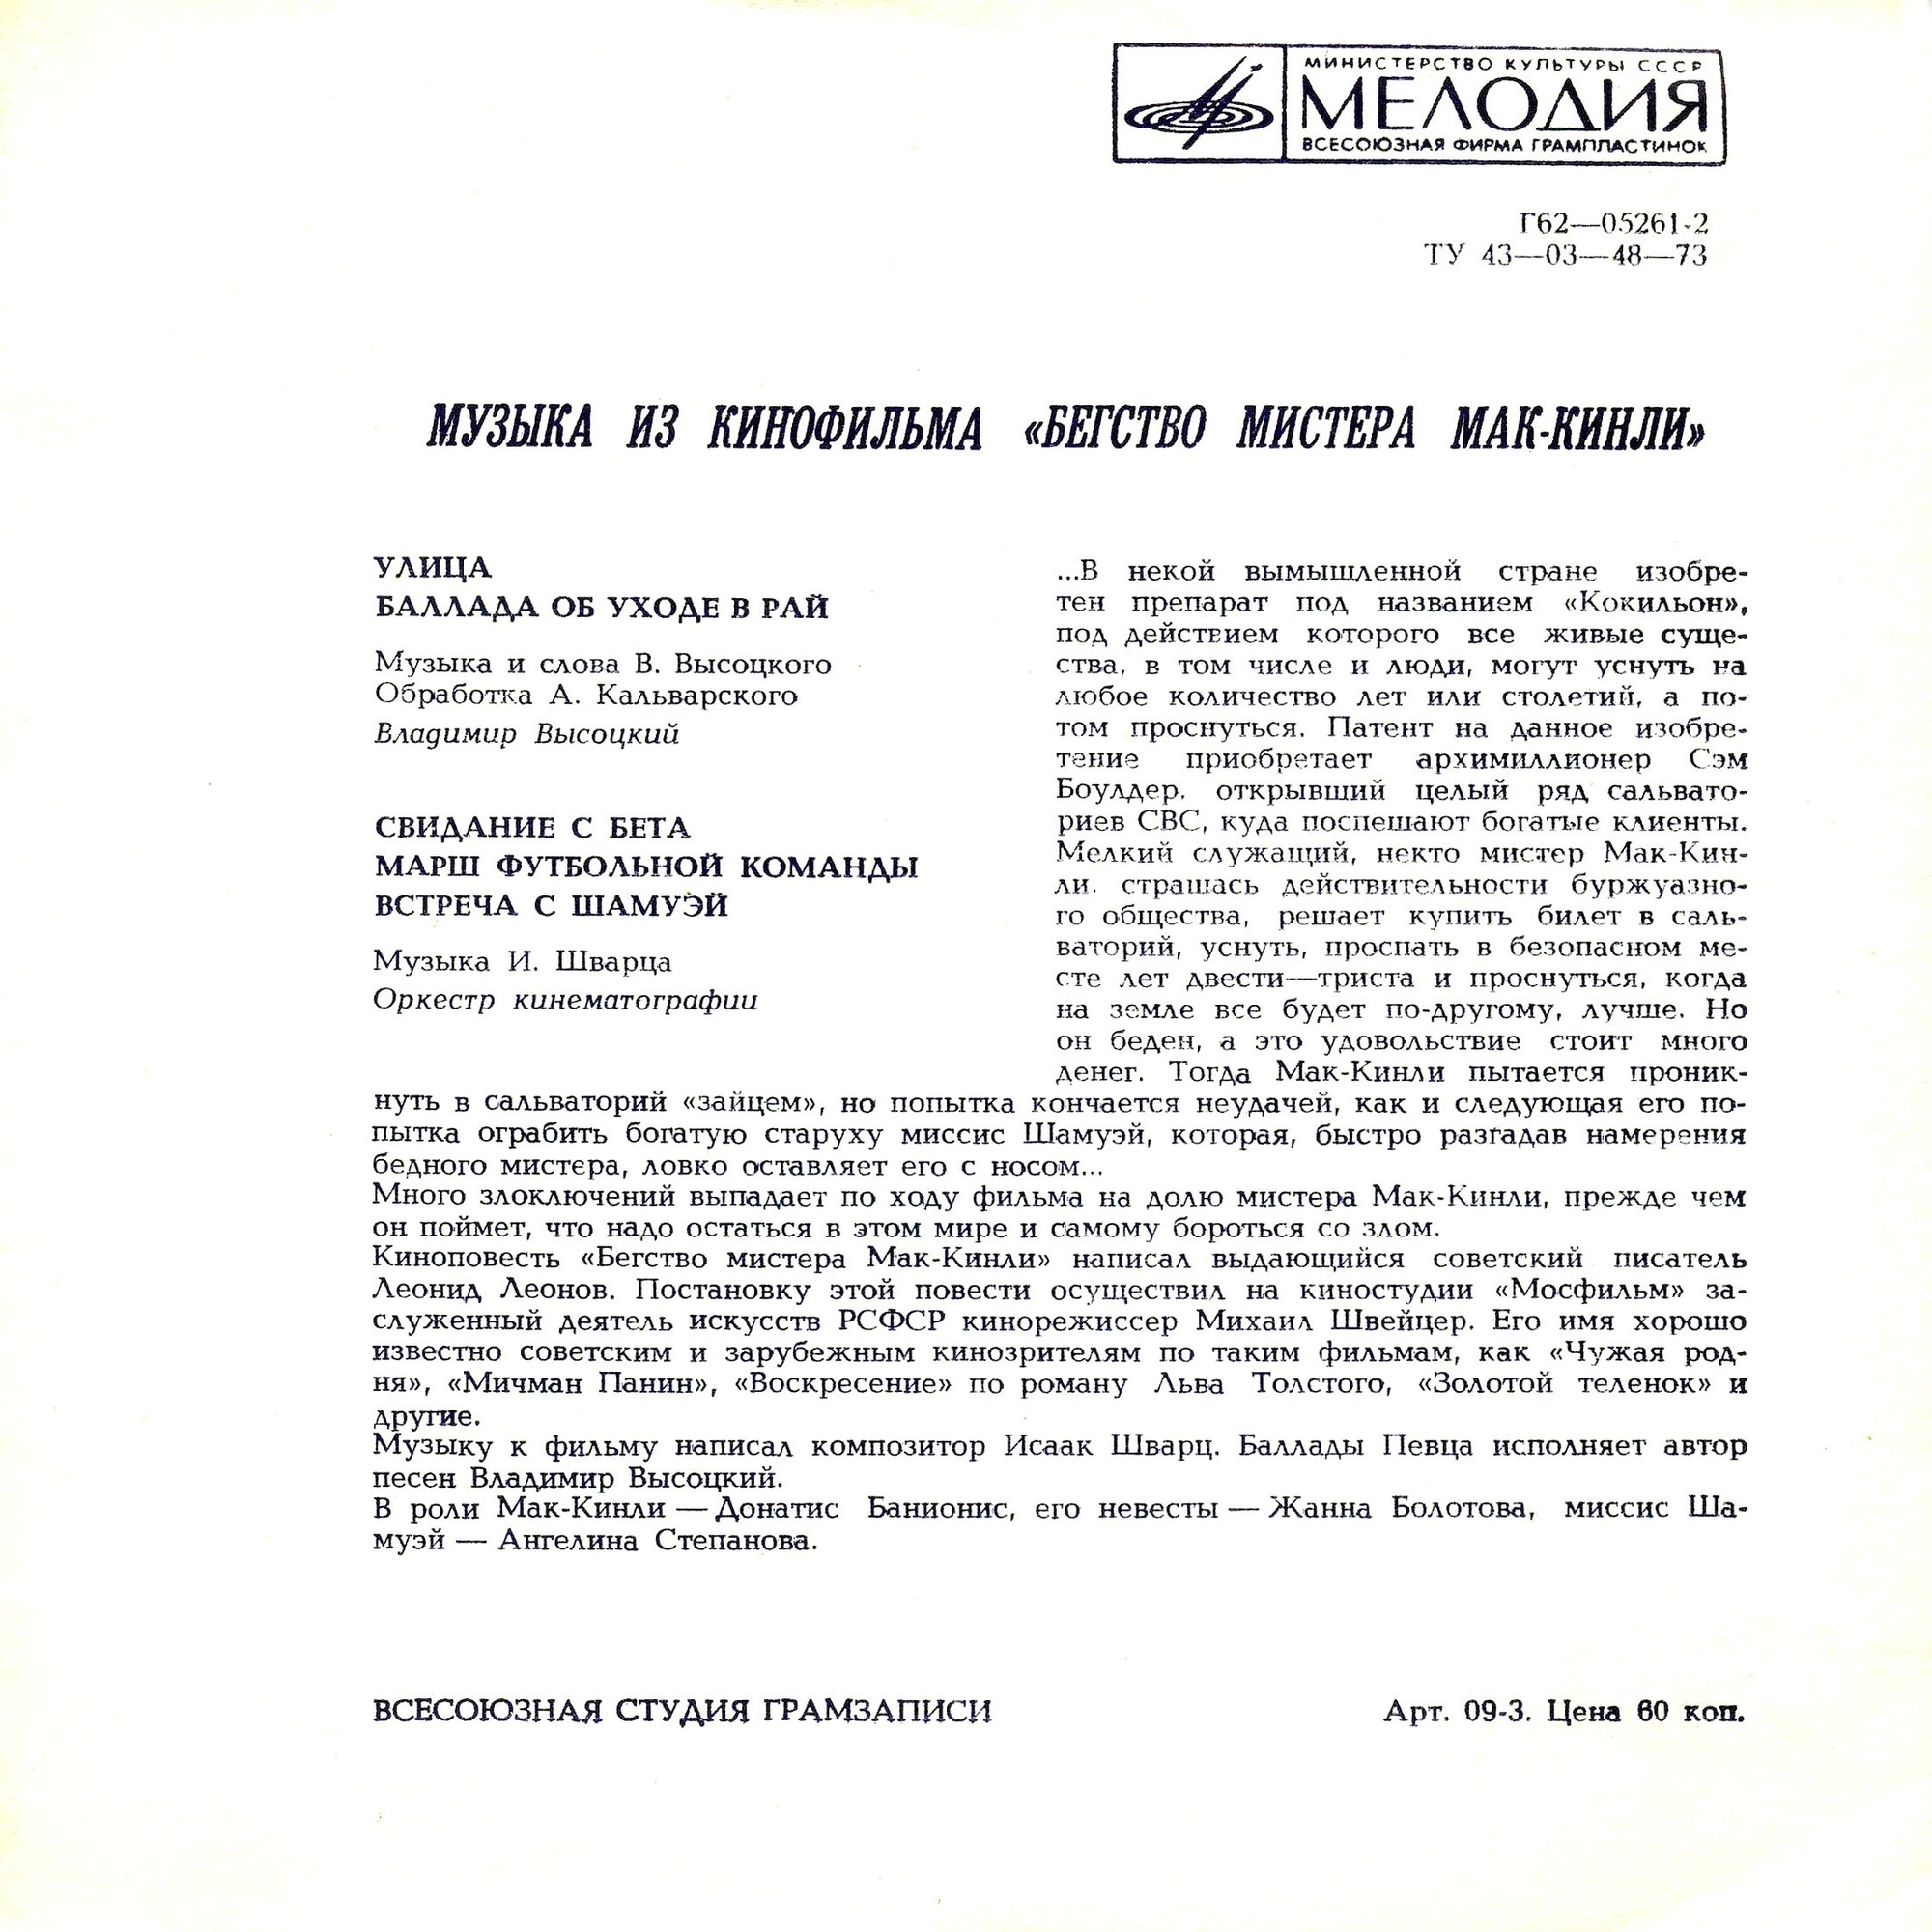 МИНИСТЕРСТВО КУЛЬТУРЫ СССР
МЕЛОДИЯ
ВСЕСОЮЗНАЯ ФИРМА ГРАМПЛАСТИНОК
Г62—05261-2
ТУ 43—03—48—73
МУЗЫКА ИЗ КИНОФИЛЬМА «БЕГСТВО МИСТЕРА МАК-КИНЛИ»
УЛИЦА
БАЛЛАДА ОБ УХОДЕ В РАЙ
Музыка и слова В. Высоцкого
Обработка А. Кальварского
Владимир Высоцкий
СВИДАНИЕ С БЕТА
МАРШ ФУТБОЛЬНОЙ КОМАНДЫ
ВСТРЕЧА С ШАМУЭЙ
Музыка И. Шварца
Оркестр кинематографии
...В некой вымышленной стране изобре-
тен препарат под названием «Кокильон»,
под действием которого все живые суще-
ства, в том числе и люди, могут уснуть на
любое количество лет или столетий, а по-
том проснуться. Патент на данное изобре-
тение приобретает архимиллионер Сэм
Боулдер, открывший целый ряд сальвато-
риев СВС, куда поспешают богатые клиенты.
Мелкий служащий, некто мистер Мак-Кин-
ли, страшась действительности буржуазно-
го общества, решает купить билет в саль-
ваторий, уснуть, проспать в безопасном ме-
сте лет двести—триста и проснуться, когда
на земле все будет по-другому, лучше. Но
он беден, а это удовольствие стоит много
денег. Тогда Мак-Кинли пытается проник-
нуть в сальваторий «зайцем», но попытка кончается неудачей, как и следующая его по-
пытка ограбить богатую старуху миссис Шамуэй, которая, быстро разгадав намерения
бедного мистера, ловко оставляет его с носом...
Много злоключений выпадает по ходу фильма на долю мистера Мак-Кинли, прежде чем
он поймет, что надо остаться в этом мире и самому бороться со злом.
Киноповесть «Бегство мистера Мак-Кинли» написал выдающийся советский писатель
Леонид Леонов. Постановку этой повести осуществил на киностудии «Мосфильм» за-
служенный деятель искусств РСФСР кинорежиссер Михаил Швейцер. Его имя хорошо
известно советским и зарубежным кинозрителям по таким фильмам, как «Чужая род-
ня», «Мичман Панин», «Воскресение» по роману Льва Толстого, «Золотой теленок» и
другие.
Музыку к фильму написал композитор Исаак Шварц. Баллады Певца исполняет автор
песен Владимир Высоцкий.
В роли Мак-Кинли — Донатис Банионис, его невесты — Жанна Болотова, миссис Ша-
муэй — Ангелина Степанова.
ВСЕСОЮЗНАЯ СТУДИЯ ГРАМЗАПИСИ
Арт. 09-3. Цена 60 коп.